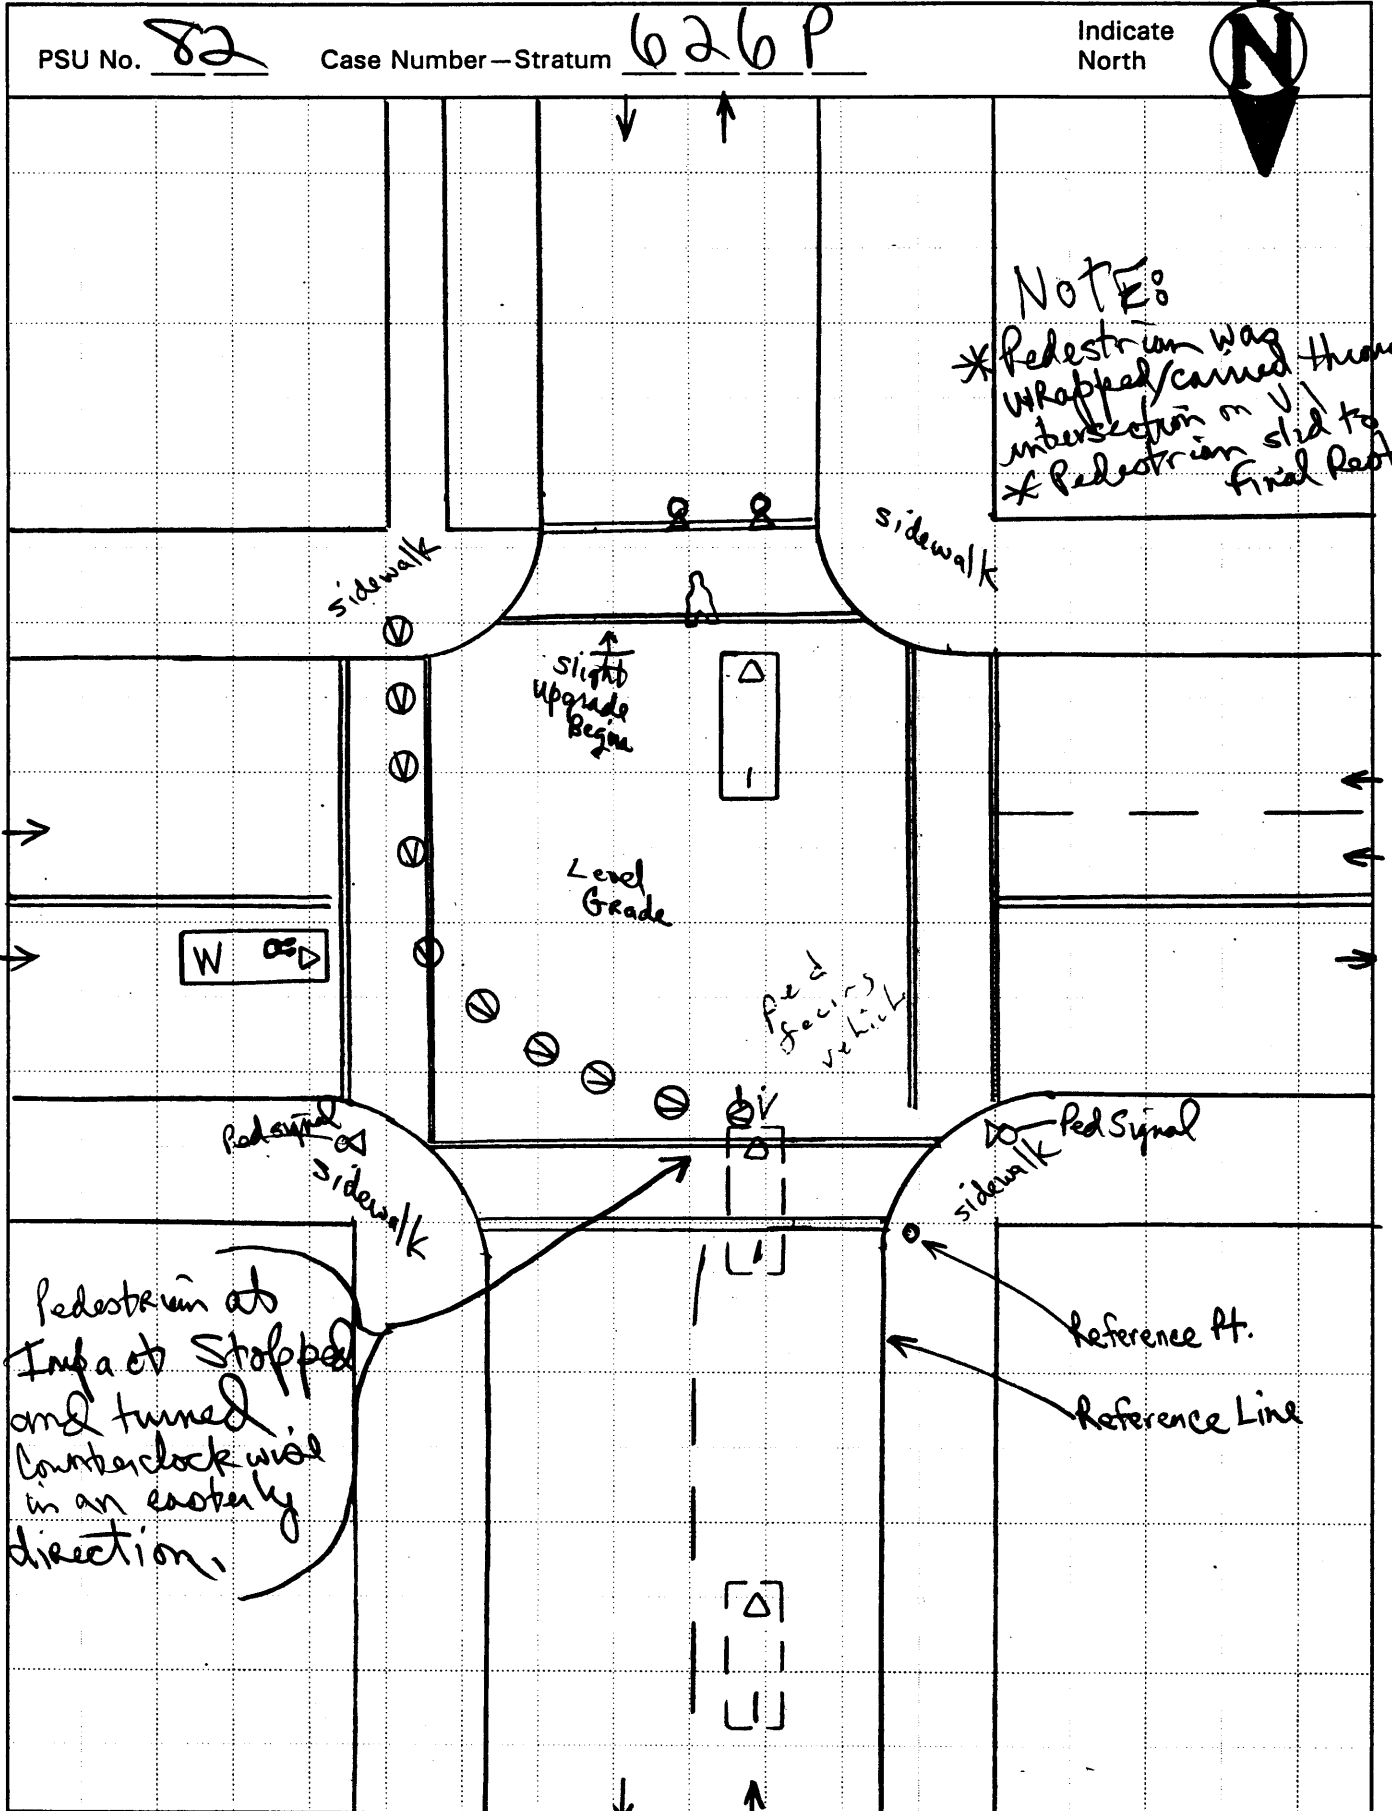 PSU No. 82 Case Number—Stratum 626P
Indicate
North
N
NOTE:
* Pedestrian was
wrapped/carried throu
intersection on V1
* Pedestrian slid to
Final Rest
sidewalk
sidewalk
Slight
Upgrade
Begins
Level
Grade
W
Ped
facing
vehicle
Ped signal
Ped Signal
sidewalk
sidewalk
Pedestrian at
Impact Stopped
and turned
Counterclockwise
in an easterly
direction.
Reference Pt.
Reference Line